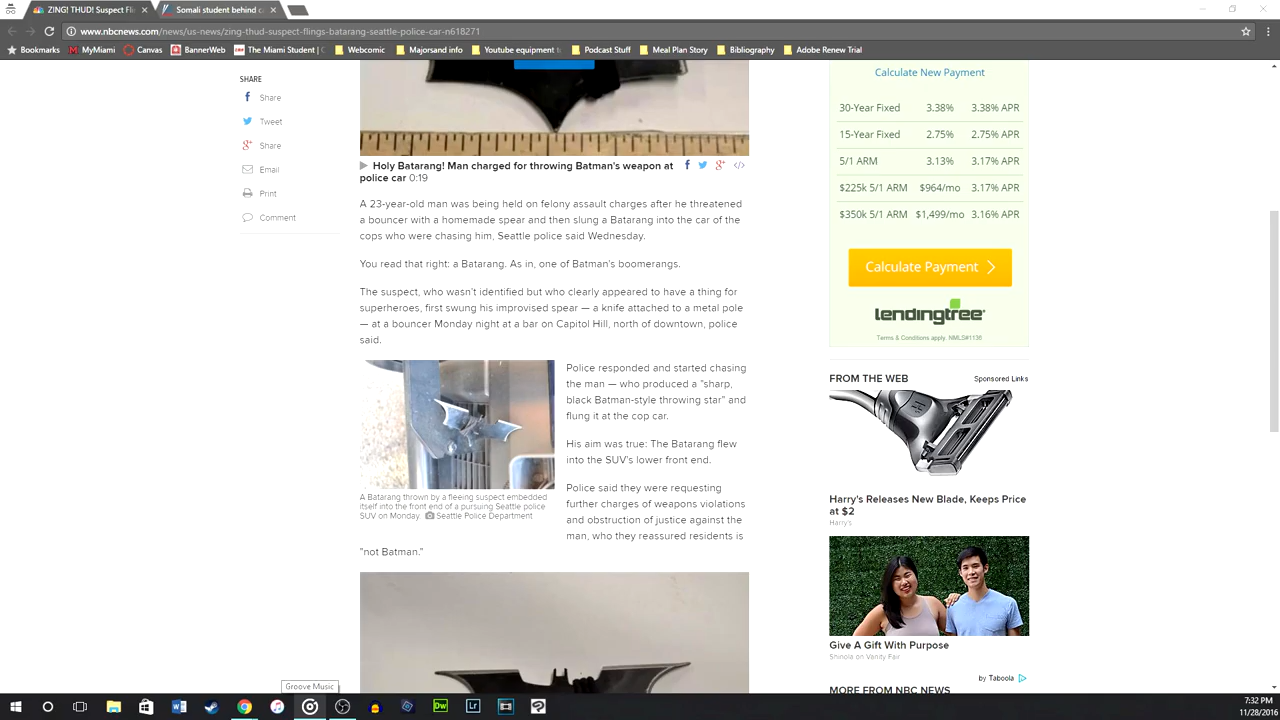 ZING! THUD! Suspect Fl
Somali student behind c
www.nbcnews.com/news/us-news/zing-thud-suspect-flings-batarang-seattle-police-car-n618271
Bookmarks MyMiami Canvas BannerWeb The Miami Student | C Webcomic Majorsand info Youtube equipment t Podcast Stuff Meal Plan Story Bibliography Adobe Renew Trial
SHARE
Share
Tweet
Share
Email
Print
Comment
Holy Batarang! Man charged for throwing Batman's weapon at
police car 0:19
A 23-year-old man was being held on felony assault charges after he threatened
a bouncer with a homemade spear and then slung a Batarang into the car of the
cops who were chasing him, Seattle police said Wednesday.
You read that right: a Batarang. As in, one of Batman's boomerangs.
The suspect, who wasn't identified but who clearly appeared to have a thing for
superheroes, first swung his improvised spear — a knife attached to a metal pole
— at a bouncer Monday night at a bar on Capitol Hill, north of downtown, police
said.
Police responded and started chasing
the man — who produced a "sharp,
black Batman-style throwing star" and
flung it at the cop car.
His aim was true: The Batarang flew
into the SUV's lower front end.
A Batarang thrown by a fleeing suspect embedded
itself into the front end of a pursuing Seattle police
SUV on Monday. Seattle Police Department
Police said they were requesting
further charges of weapons violations
and obstruction of justice against the
man, who they reassured residents is
"not Batman."
Calculate New Payment
30-Year Fixed 3.38% 3.38% APR
15-Year Fixed 2.75% 2.75% APR
5/1 ARM 3.13% 3.17% APR
$225k 5/1 ARM $964/mo 3.17% APR
$350k 5/1 ARM $1,499/mo 3.16% APR
Calculate Payment
lendingtree
Terms & Conditions apply. NMLS#1136
FROM THE WEB Sponsored Links
Harry's Releases New Blade, Keeps Price
at $2
Harry's
Give A Gift With Purpose
Shinola on Vanity Fair
by Taboola
MORE FROM NBC NEWS
Groove Music
Dw
7:32 PM
11/28/2016